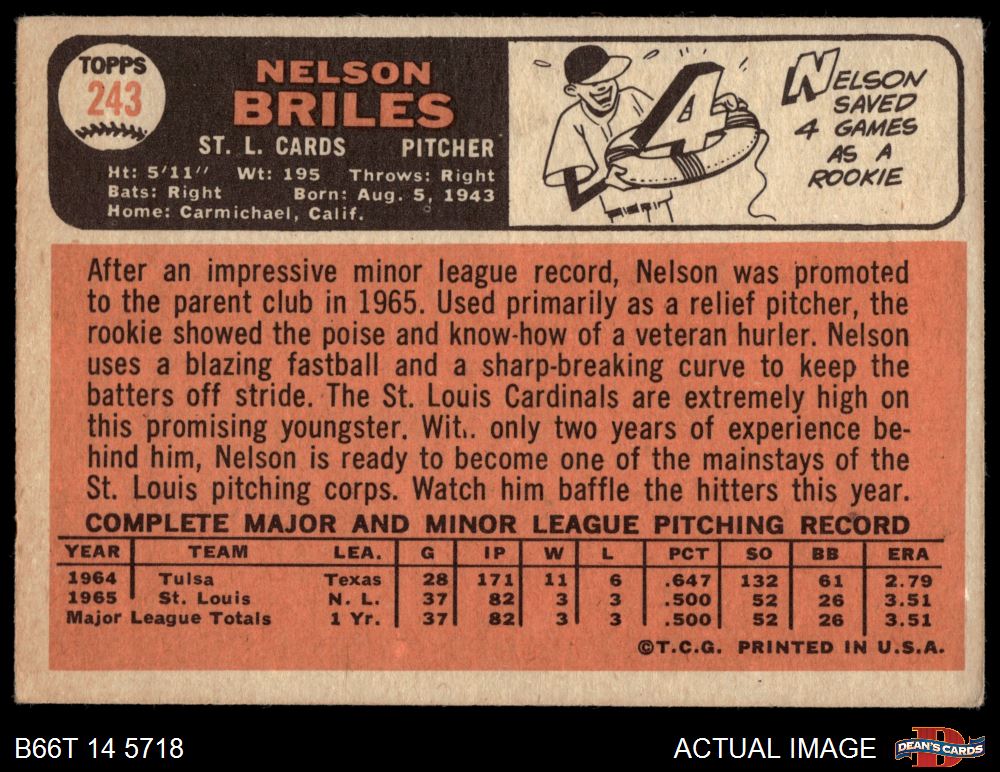 TOPPS
243
NELSON
BRILES
ST. L. CARDS PITCHER
Ht: 5'11" Wt: 195 Throws: Right
Bats: Right Born: Aug. 5, 1943
Home: Carmichael, Calif.
4
NELSON
SAVED
4 GAMES
AS A
ROOKIE
After an impressive minor league record, Nelson was promoted
to the parent club in 1965. Used primarily as a relief pitcher, the
rookie showed the poise and know-how of a veteran hurler. Nelson
uses a blazing fastball and a sharp-breaking curve to keep the
batters off stride. The St. Louis Cardinals are extremely high on
this promising youngster. Wit.. only two years of experience be-
hind him, Nelson is ready to become one of the mainstays of the
St. Louis pitching corps. Watch him baffle the hitters this year.
COMPLETE MAJOR AND MINOR LEAGUE PITCHING RECORD
YEAR TEAM LEA. G IP W L PCT SO BB ERA
1964 Tulsa Texas 28 171 11 6 .647 132 61 2.79
1965 St. Louis N. L. 37 82 3 3 .500 52 26 3.51
Major League Totals 1 Yr. 37 82 3 3 .500 52 26 3.51
©T.C.G. PRINTED IN U.S.A.
B66T 14 5718 ACTUAL IMAGE
DEAN'S CARDS